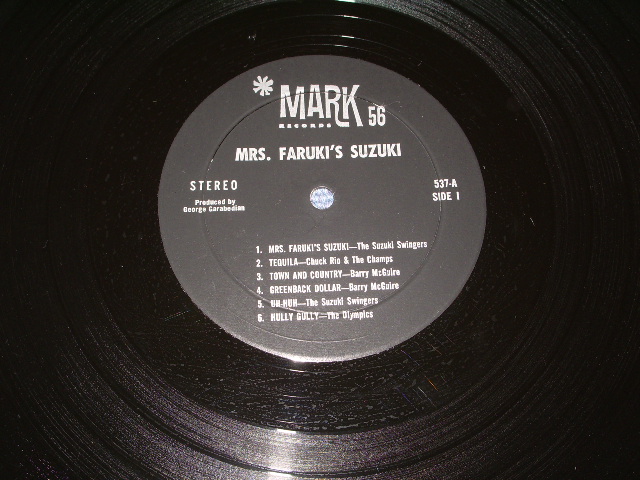 * MARK 56
RECORDS
MRS. FARUKI'S SUZUKI
STEREO
Produced by
George Garabedian
537-A
SIDE 1
1. MRS. FARUKI'S SUZUKI—The Suzuki Swingers
2. TEQUILA—Chuck Rio & The Champs
3. TOWN AND COUNTRY—Barry McGuire
4. GREENBACK DOLLAR—Barry McGuire
5. UH-HUH—The Suzuki Swingers
6. HULLY GULLY—The Olympics